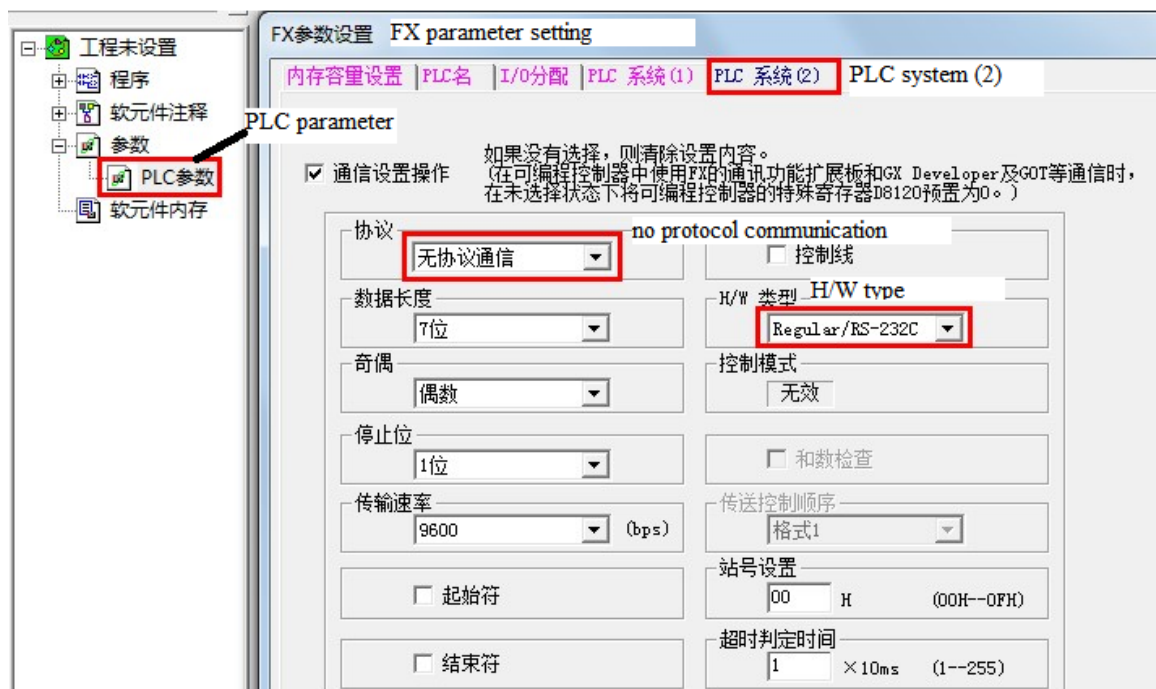 工程未设置
程序
软元件注释
参数
PLC参数
软元件内存
PLC parameter
FX参数设置 FX parameter setting
内存容量设置 PLC名 I/O分配 PLC 系统(1) PLC 系统(2) PLC system (2)
通信设置操作
如果没有选择，则清除设置内容。
(在可编程控制器中使用FX的通讯功能扩展板和GX Developer及GOT等通信时，
在未选择状态下将可编程控制器的特殊寄存器D8120预置为0。)
协议
无协议通信
no protocol communication
控制线
数据长度
7位
H/W 类型 H/W type
Regular/RS-232C
奇偶
偶数
控制模式
无效
停止位
1位
和数检查
传输速率
9600 (bps)
传送控制顺序
格式1
起始符
站号设置
00 H (00H--0FH)
结束符
超时判定时间
1 ×10ms (1--255)